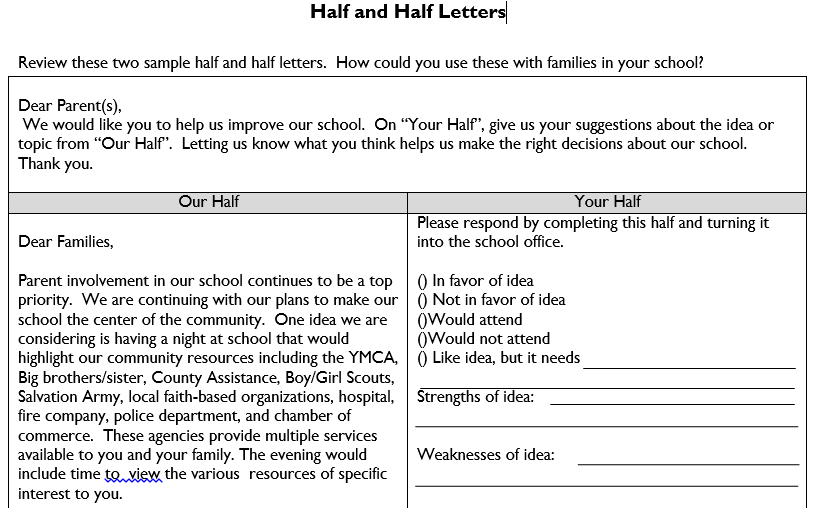 Half and Half Letters
Review these two sample half and half letters.  How could you use these with families in your school?
Dear Parent(s),
We would like you to help us improve our school.  On “Your Half”, give us your suggestions about the idea or
topic from “Our Half”.  Letting us know what you think helps us make the right decisions about our school.
Thank you.
Our Half
Dear Families,
Parent involvement in our school continues to be a top
priority.  We are continuing with our plans to make our
school the center of the community.  One idea we are
considering is having a night at school that would
highlight our community resources including the YMCA,
Big brothers/sister, County Assistance, Boy/Girl Scouts,
Salvation Army, local faith-based organizations, hospital,
fire company, police department, and chamber of
commerce.  These agencies provide multiple services
available to you and your family. The evening would
include time to  view the various  resources of specific
interest to you.
Your Half
Please respond by completing this half and turning it
into the school office.
() In favor of idea
() Not in favor of idea
()Would attend
()Would not attend
() Like idea, but it needs
Strengths of idea:
Weaknesses of idea: